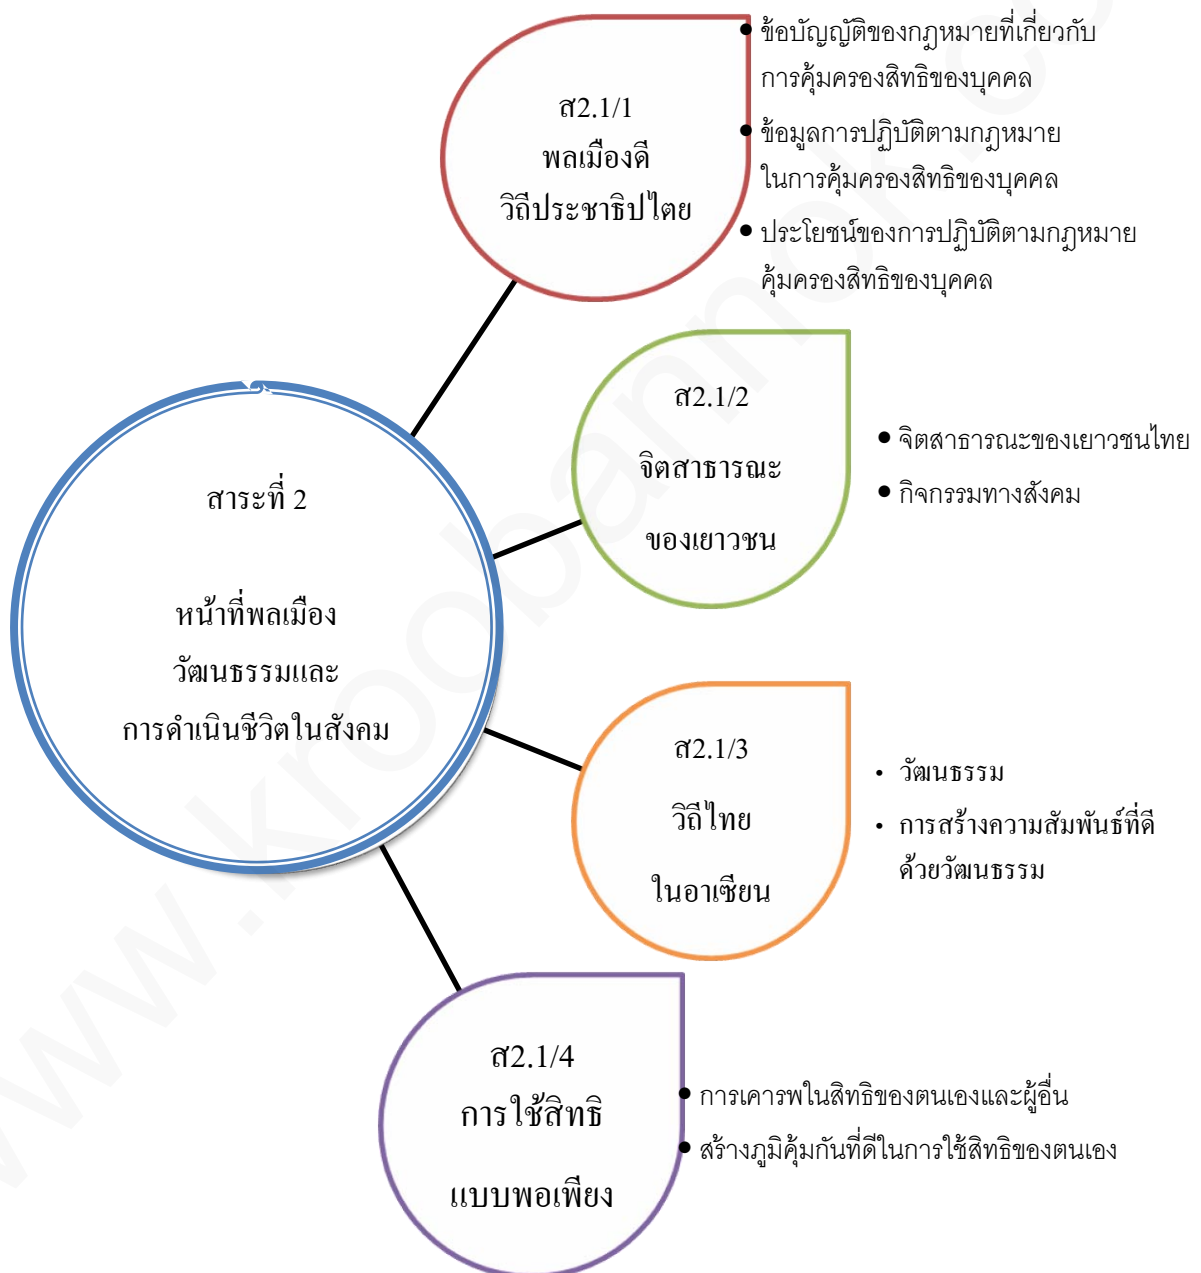 ส2.1/1
พลเมืองดี
วิถีประชาธิปไตย
• ข้อบัญญัติของกฎหมายที่เกี่ยวกับ
การคุ้มครองสิทธิของบุคคล
• ข้อมูลการปฏิบัติตามกฎหมาย
ในการคุ้มครองสิทธิของบุคคล
• ประโยชน์ของการปฏิบัติตามกฎหมาย
คุ้มครองสิทธิของบุคคล
สาระที่ 2
หน้าที่พลเมือง
วัฒนธรรมและ
การดำเนินชีวิตในสังคม
ส2.1/2
จิตสาธารณะ
ของเยาวชน
• จิตสาธารณะของเยาวชนไทย
• กิจกรรมทางสังคม
ส2.1/3
วิถีไทย
ในอาเซียน
• วัฒนธรรม
• การสร้างความสัมพันธ์ที่ดี
ด้วยวัฒนธรรม
ส2.1/4
การใช้สิทธิ
แบบพอเพียง
• การเคารพในสิทธิของตนเองและผู้อื่น
• สร้างภูมิคุ้มกันที่ดีในการใช้สิทธิของตนเอง